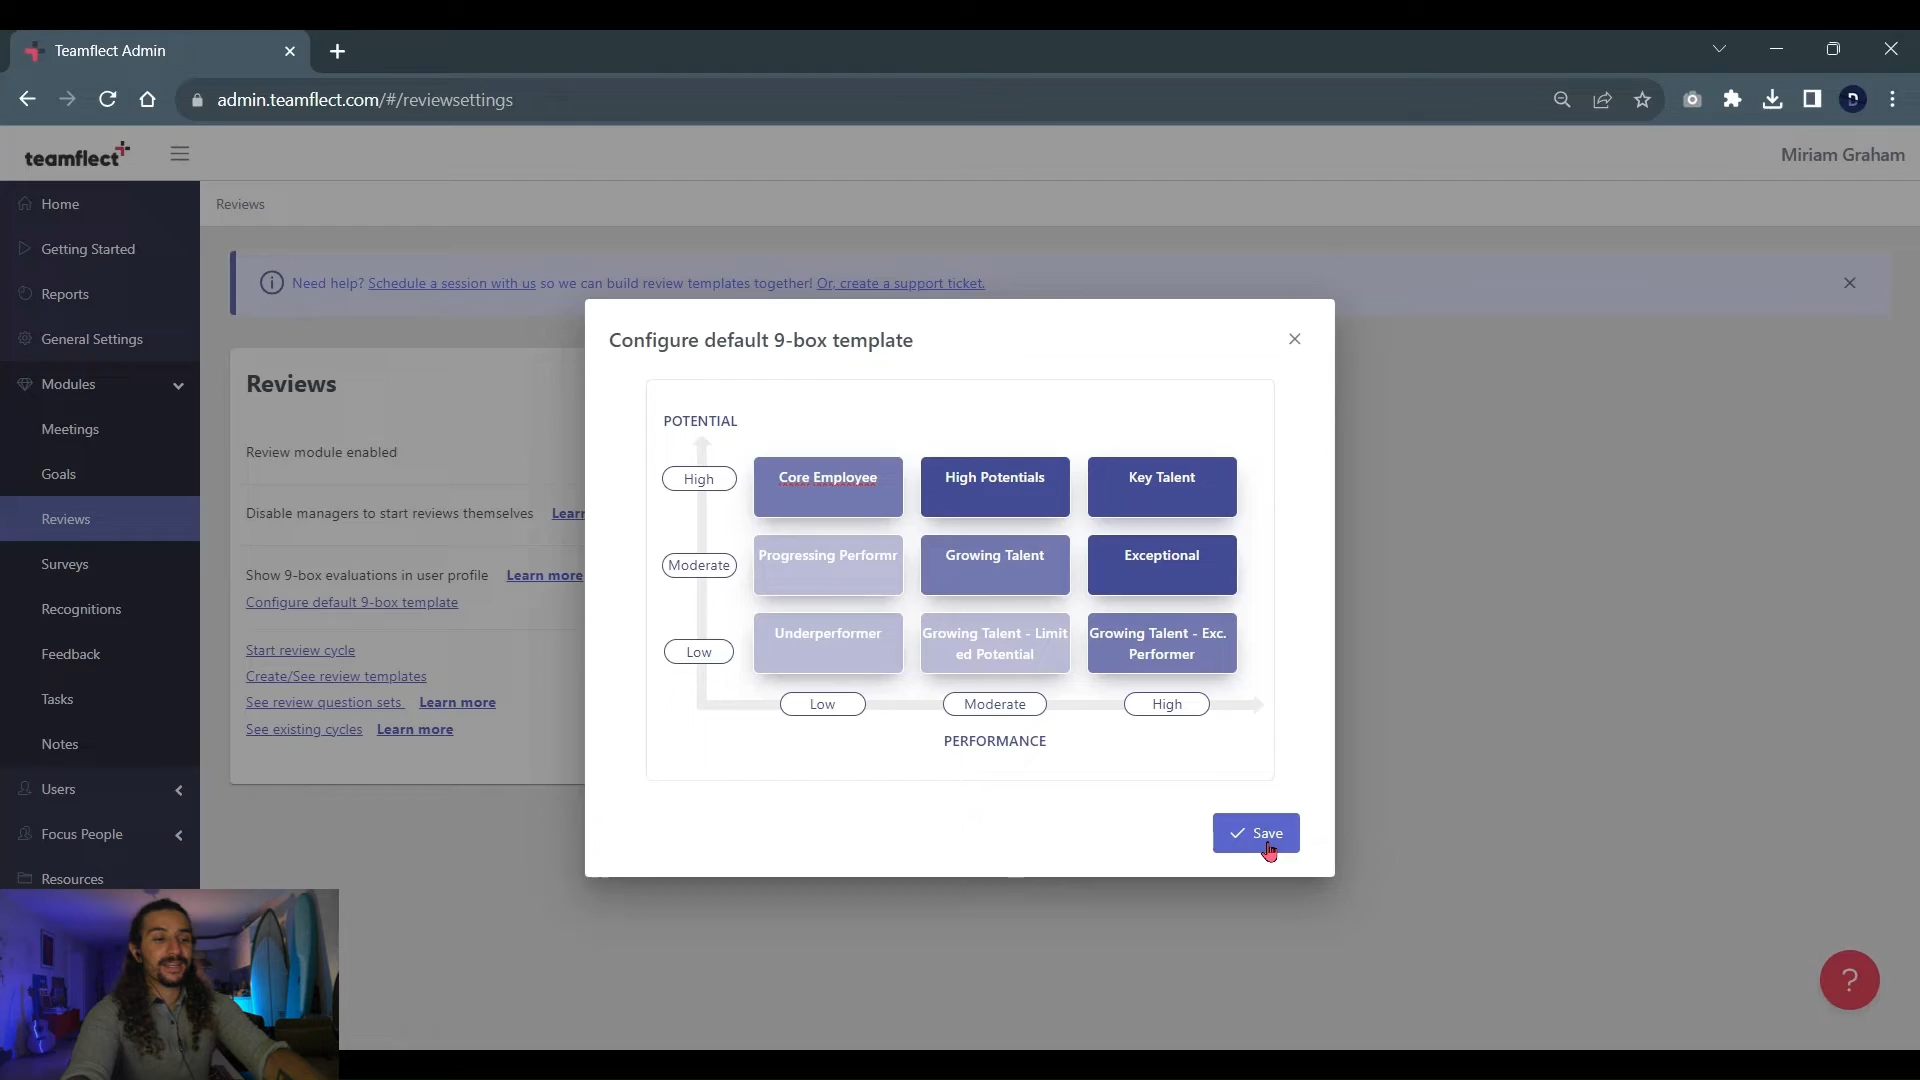 Teamflect Admin
admin.teamflect.com/#/reviewsettings
D
teamflect
Miriam Graham
Home
Getting Started
Reports
General Settings
Modules
Meetings
Goals
Reviews
Surveys
Recognitions
Feedback
Tasks
Notes
Users
Focus People
Resources
Reviews
Need help? Schedule a session with us so we can build review templates together! Or, create a support ticket.
Reviews
Review module enabled
Disable managers to start reviews themselves Learn
Show 9-box evaluations in user profile Learn more
Configure default 9-box template
Start review cycle
Create/See review templates
See review question sets Learn more
See existing cycles Learn more
Configure default 9-box template
POTENTIAL
High
Core Employee
High Potentials
Key Talent
Moderate
Progressing Performr
Growing Talent
Exceptional
Low
Underperformer
Growing Talent - Limit
ed Potential
Growing Talent - Exc.
Performer
Low
Moderate
High
PERFORMANCE
Save
?